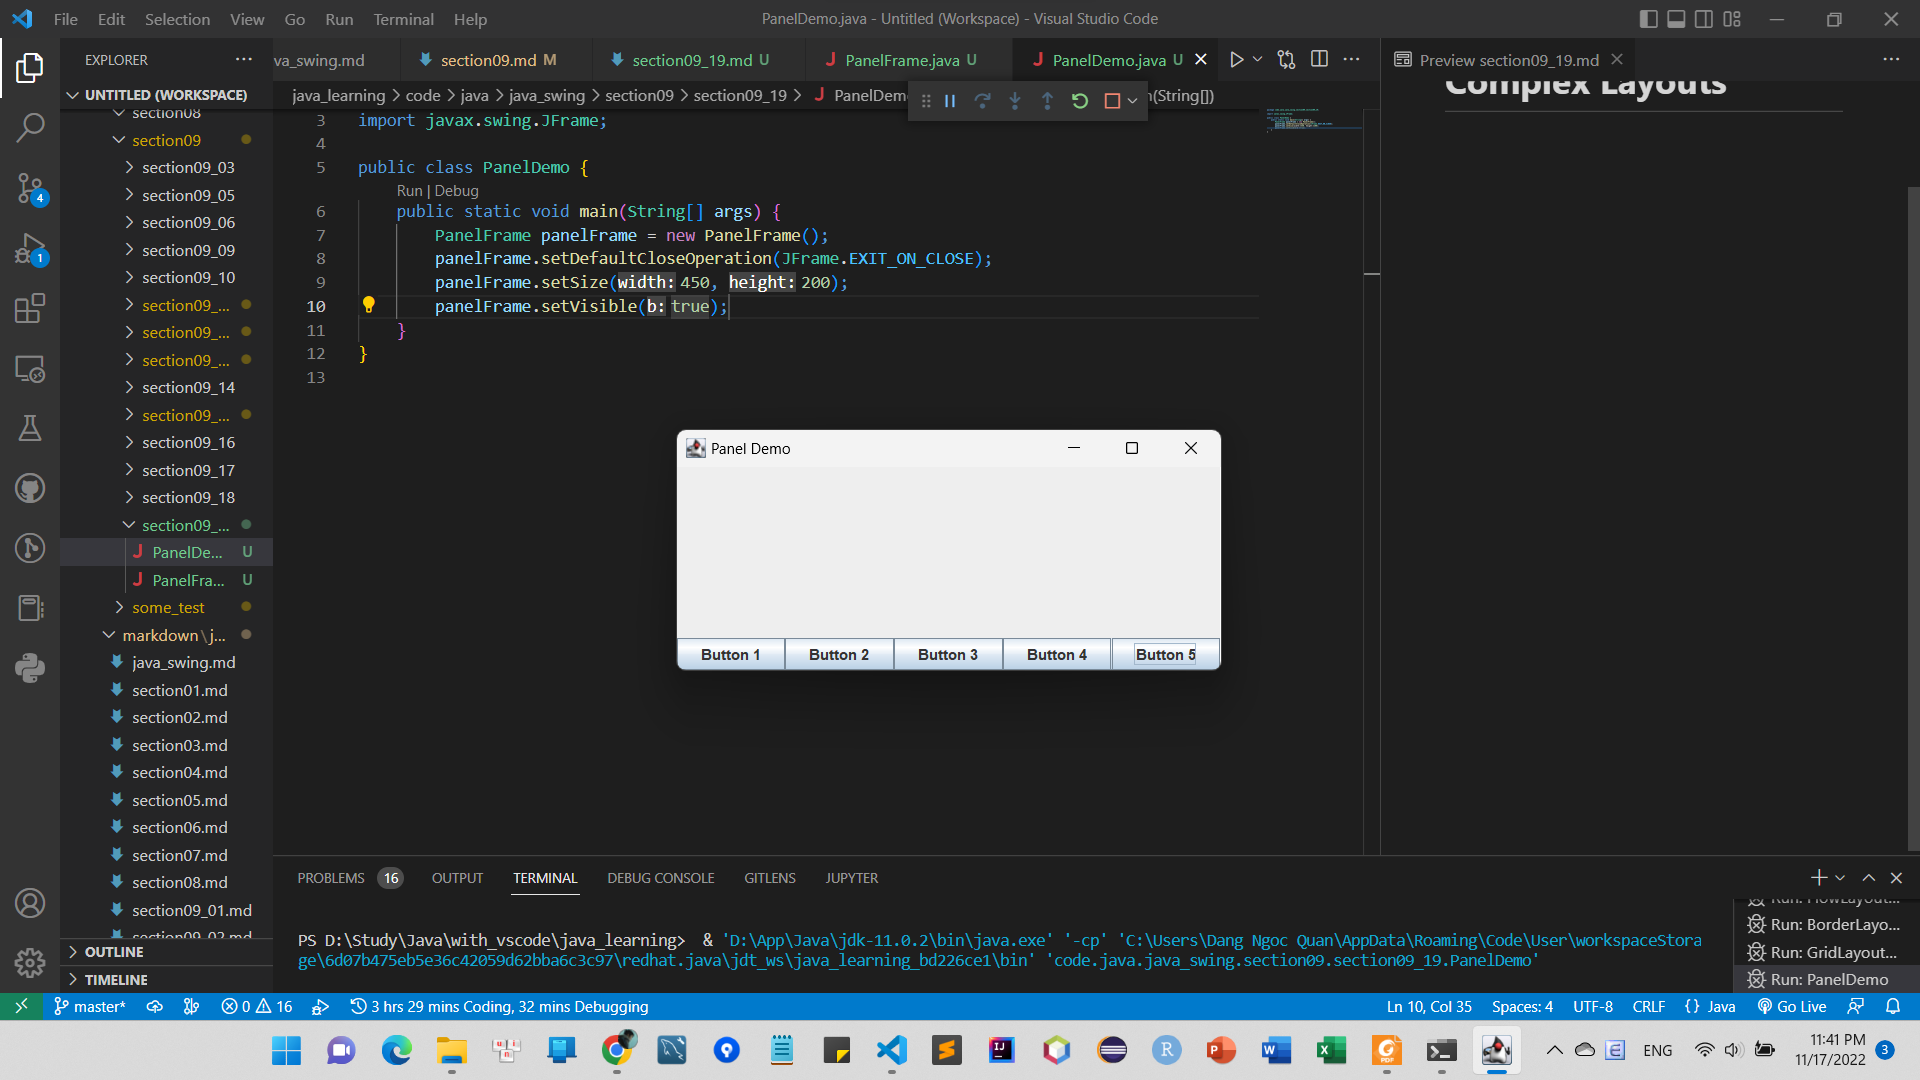 File Edit Selection View Go Run Terminal Help
PanelDemo.java - Untitled (Workspace) - Visual Studio Code
EXPLORER
UNTITLED (WORKSPACE)
section08
section09
section09_03
section09_05
section09_06
section09_09
section09_10
section09_...
section09_...
section09_...
section09_14
section09_...
section09_16
section09_17
section09_18
section09_...
PanelDe... U
PanelFra... U
some_test
markdown\j...
java_swing.md
section01.md
section02.md
section03.md
section04.md
section05.md
section06.md
section07.md
section08.md
section09_01.md
section09_02.md
OUTLINE
TIMELINE
va_swing.md section09.md M section09_19.md U PanelFrame.java U PanelDemo.java U
java_learning > code > java > java_swing > section09 > section09_19 > PanelDemo (String[])
3 import javax.swing.JFrame;
4
5 public class PanelDemo {
Run | Debug
6 public static void main(String[] args) {
7 PanelFrame panelFrame = new PanelFrame();
8 panelFrame.setDefaultCloseOperation(JFrame.EXIT_ON_CLOSE);
9 panelFrame.setSize(width: 450, height: 200);
10 panelFrame.setVisible(b: true);
11 }
12 }
13
Preview section09_19.md
Complex Layouts
Panel Demo
Button 1 Button 2 Button 3 Button 4 Button 5
PROBLEMS 16 OUTPUT TERMINAL DEBUG CONSOLE GITLENS JUPYTER
PS D:\Study\Java\with_vscode\java_learning> & 'D:\App\Java\jdk-11.0.2\bin\java.exe' '-cp' 'C:\Users\Dang Ngoc Quan\AppData\Roaming\Code\User\workspaceStora
ge\6d07b475eb5e36c42059d62bba6c3c97\redhat.java\jdt_ws\java_learning_bd226ce1\bin' 'code.java.java_swing.section09.section09_19.PanelDemo'
Run: FlowLayout...
Run: BorderLayo...
Run: GridLayout...
Run: PanelDemo
4
1
master* 0 16 3 hrs 29 mins Coding, 32 mins Debugging
Ln 10, Col 35 Spaces: 4 UTF-8 CRLF {} Java Go Live
ENG
11:41 PM
11/17/2022
3